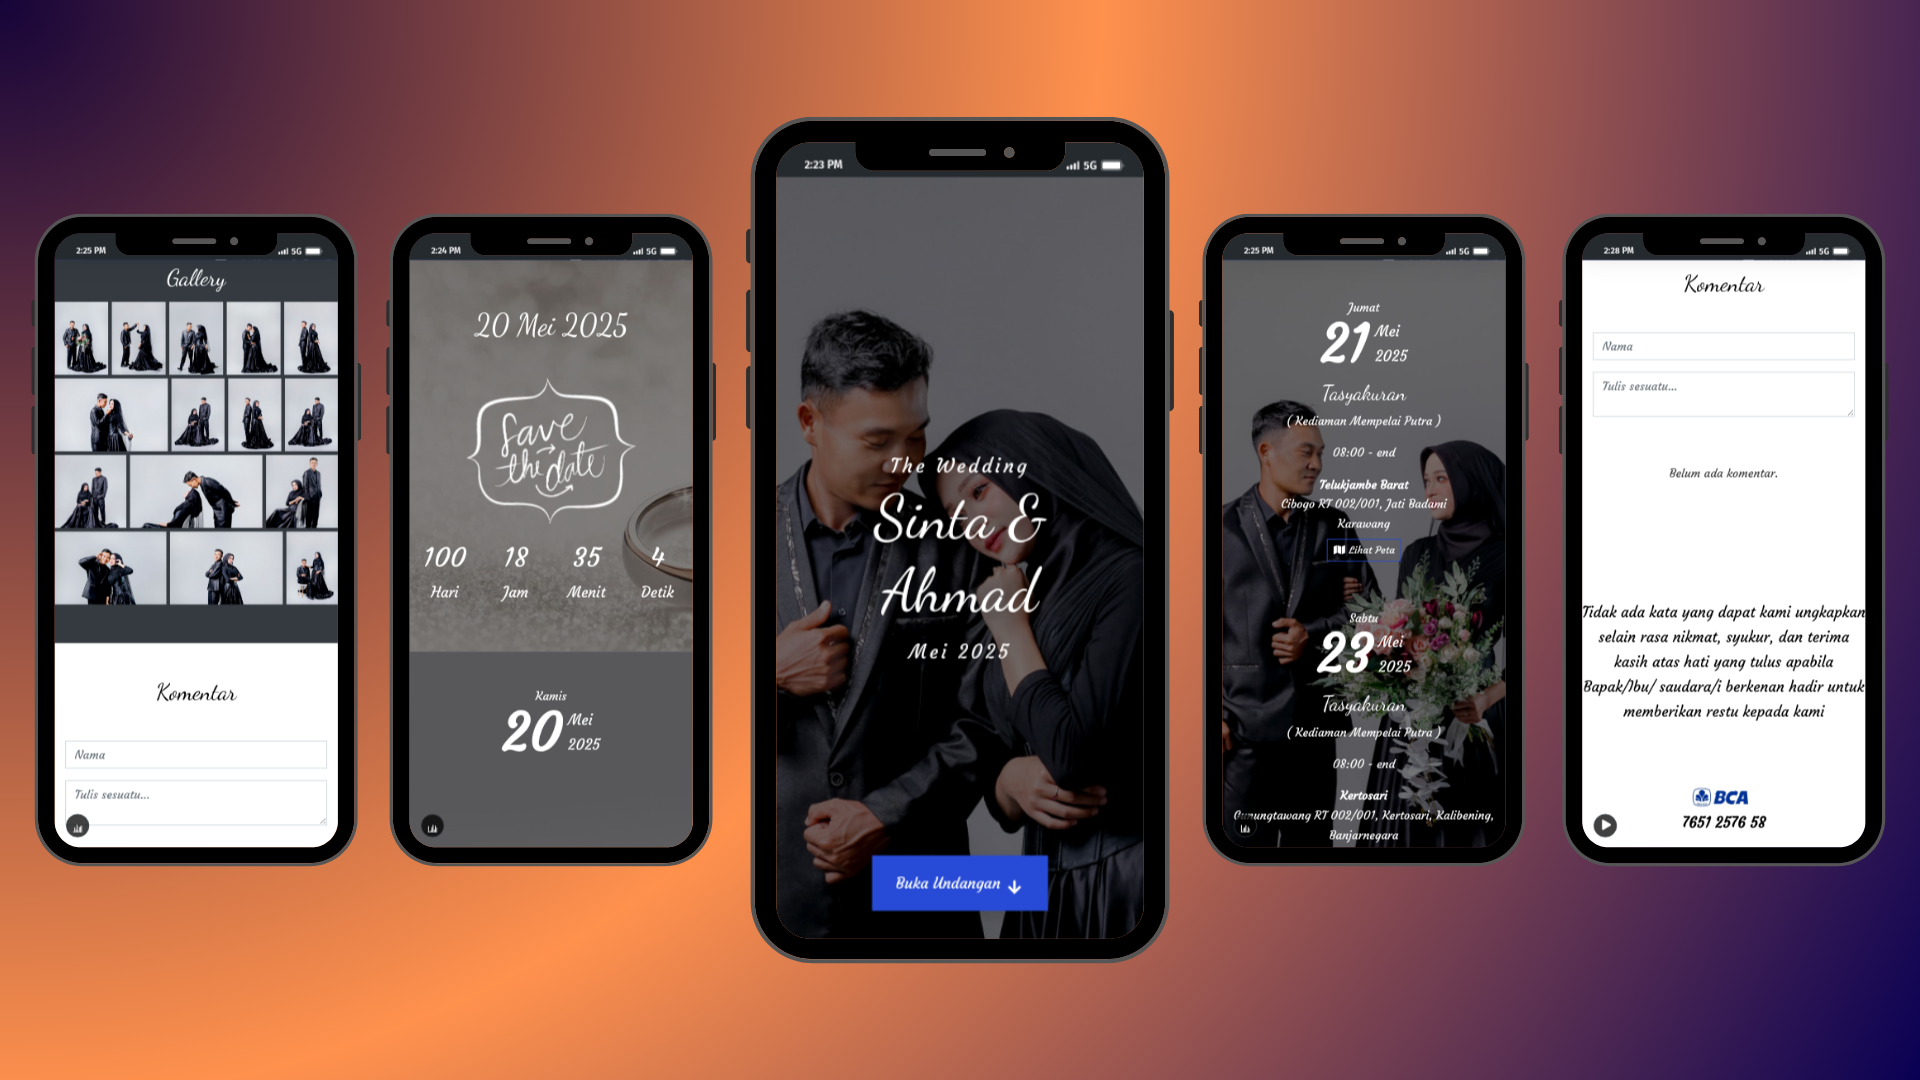 2:25 PM
5G
Gallery
Komentar
Nama
Tulis sesuatu...
2:24 PM
5G
20 Mei 2025
Save
the date
100 18 35 4
Hari Jam Menit Detik
Kamis
20 Mei
2025
2:23 PM
5G
The Wedding
Sinta &
Ahmad
Mei 2025
Buka Undangan
2:25 PM
5G
Jumat
21 Mei
2025
Tasyakuran
( Kediaman Mempelai Putra )
08:00 - end
Telukjambe Barat
Cibogo RT 002/001, Jati Badami
Karawang
Lihat Peta
Sabtu
23 Mei
2025
Tasyakuran
( Kediaman Mempelai Putra )
08:00 - end
Kertosari
RT 002/001, Kertosari, Kalibening,
Banjarnegara
2:28 PM
5G
Komentar
Nama
Tulis sesuatu...
Belum ada komentar.
Tidak ada kata yang dapat kami ungkapkan
selain rasa nikmat, syukur, dan terima
kasih atas hati yang tulus apabila
Bapak/Ibu/ saudara/i berkenan hadir untuk
memberikan restu kepada kami
BCA
7651 2576 58